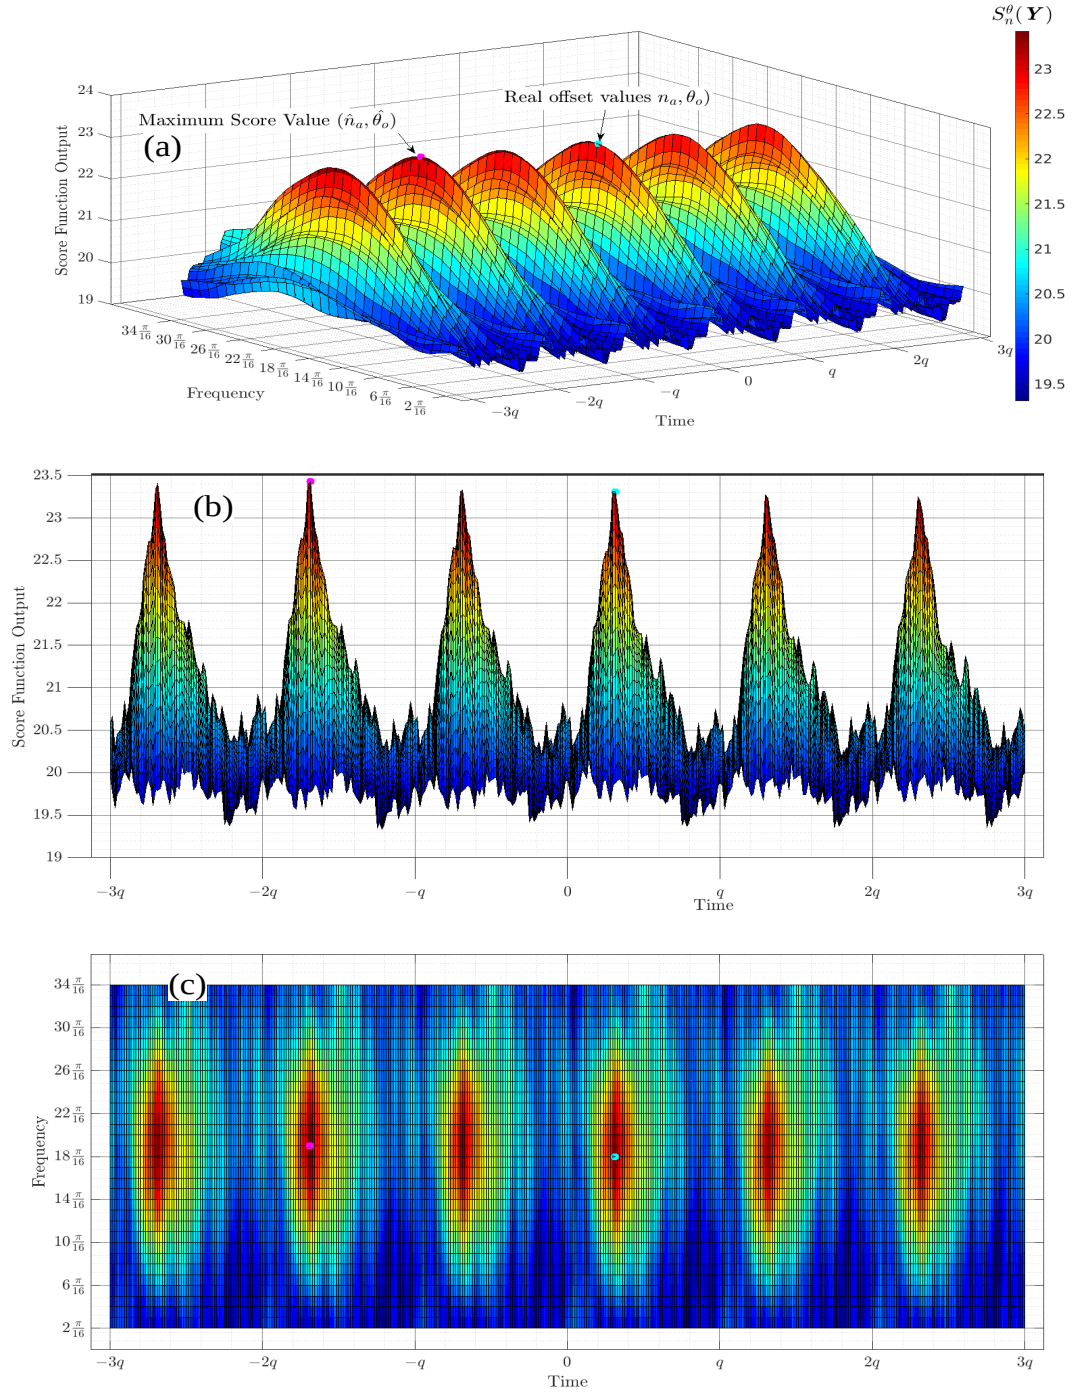 S_n^θ(Y)
24
23
22
21
20
19
Score Function Output
(a)
Maximum Score Value (n̂_a, θ̂_o)
Real offset values n_a, θ_o)
23
22.5
22
21.5
21
20.5
20
19.5
34 π/16
30 π/16
26 π/16
22 π/16
18 π/16
14 π/16
10 π/16
6 π/16
2 π/16
Frequency
−3q
−2q
−q
0
q
2q
3q
Time
(b)
23.5
23
22.5
22
21.5
21
20.5
20
19.5
19
Score Function Output
−3q −2q −q 0 q 2q 3q
Time
(c)
34 π/16
30 π/16
26 π/16
22 π/16
18 π/16
14 π/16
10 π/16
6 π/16
2 π/16
Frequency
−3q −2q −q 0 q 2q 3q
Time